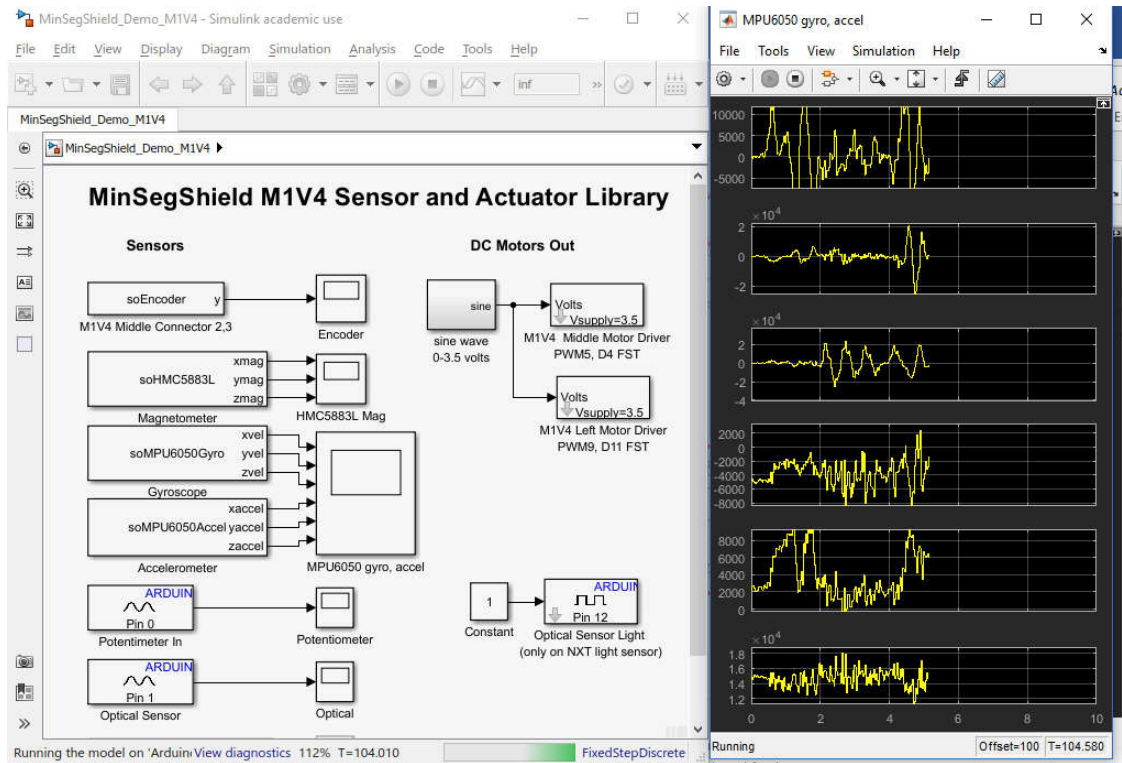 MinSegShield_Demo_M1V4 - Simulink academic use
File Edit View Display Diagram Simulation Analysis Code Tools Help
inf
MinSegShield_Demo_M1V4
MinSegShield_Demo_M1V4
MinSegShield M1V4 Sensor and Actuator Library
Sensors
DC Motors Out
soEncoder y
M1V4 Middle Connector 2,3
Encoder
sine
sine wave
0-3.5 volts
Volts
Vsupply=3.5
M1V4 Middle Motor Driver
PWM5, D4 FST
soHMC5883L
xmag
ymag
zmag
Magnetometer
HMC5883L Mag
Volts
Vsupply=3.5
M1V4 Left Motor Driver
PWM9, D11 FST
soMPU6050Gyro
xvel
yvel
zvel
Gyroscope
soMPU6050Accel
xaccel
yaccel
zaccel
Accelerometer
MPU6050 gyro, accel
ARDUIN
Pin 0
Potentimeter In
Potentiometer
1
Constant
ARDUIN
Pin 12
Optical Sensor Light
(only on NXT light sensor)
ARDUIN
Pin 1
Optical Sensor
Optical
Running the model on 'Arduin View diagnostics 112% T=104.010 FixedStepDiscrete
MPU6050 gyro, accel
File Tools View Simulation Help
10000
5000
0
-5000
×10^4
2
0
-2
×10^4
2
0
-2
-4
2000
0
-2000
-4000
-6000
-8000
8000
6000
4000
2000
0
×10^4
1.8
1.6
1.4
1.2
0 2 4 6 8 10
Running Offset=100 T=104.580